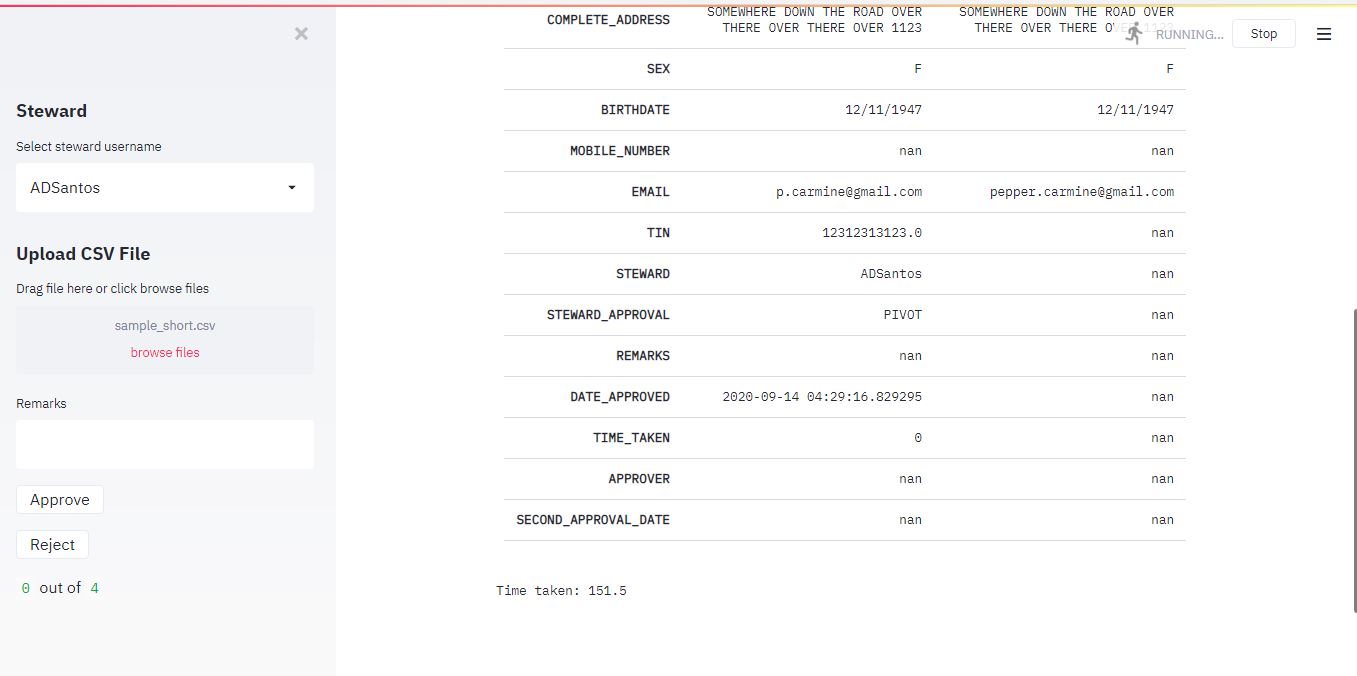 Steward
Select steward username
ADSantos
Upload CSV File
Drag file here or click browse files
sample_short.csv
browse files
Remarks
Approve
Reject
0 out of 4
RUNNING...
Stop
COMPLETE_ADDRESS
SOMEWHERE DOWN THE ROAD OVER
THERE OVER THERE OVER 1123
SOMEWHERE DOWN THE ROAD OVER
THERE OVER THERE OVER 1123
SEX F F
BIRTHDATE 12/11/1947 12/11/1947
MOBILE_NUMBER nan nan
EMAIL p.carmine@gmail.com pepper.carmine@gmail.com
TIN 12312313123.0 nan
STEWARD ADSantos nan
STEWARD_APPROVAL PIVOT nan
REMARKS nan nan
DATE_APPROVED 2020-09-14 04:29:16.829295 nan
TIME_TAKEN 0 nan
APPROVER nan nan
SECOND_APPROVAL_DATE nan nan
Time taken: 151.5